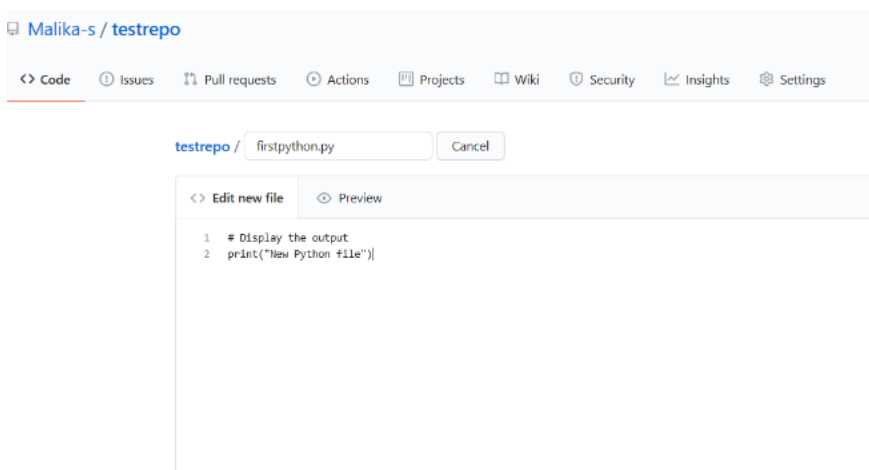 Malika-s / testrepo
<> Code Issues Pull requests Actions Projects Wiki Security Insights Settings
testrepo / firstpython.py Cancel
<> Edit new file Preview
1 # Display the output
2 print("New Python file")